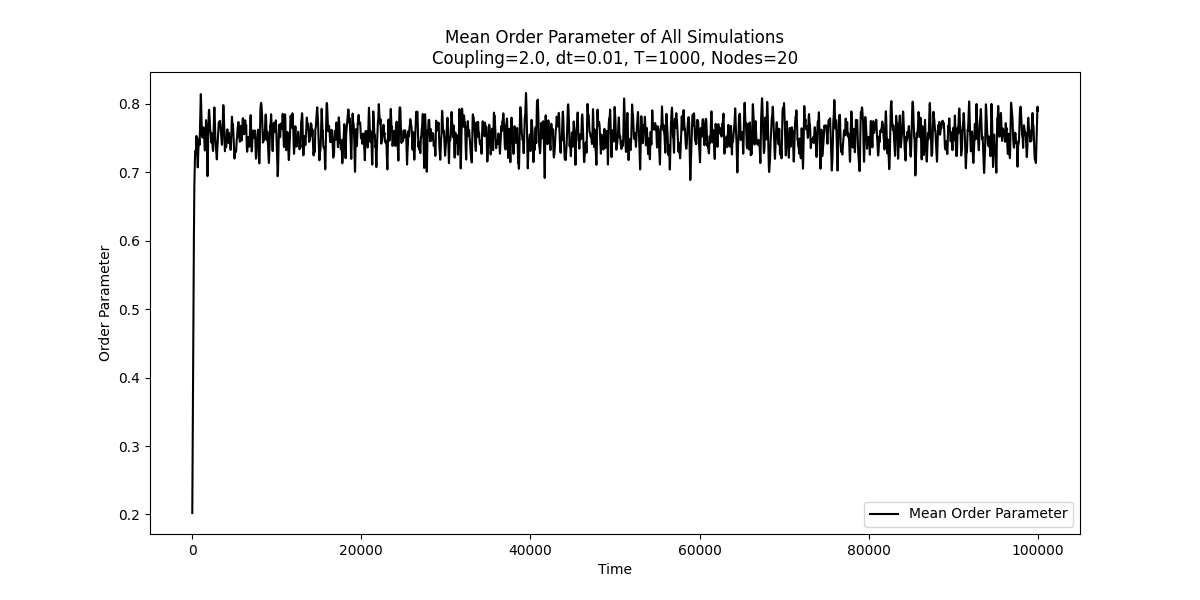 Mean Order Parameter of All Simulations
Coupling=2.0, dt=0.01, T=1000, Nodes=20
0.8
0.7
0.6
0.5
0.4
0.3
0.2
Order Parameter
Mean Order Parameter
0 20000 40000 60000 80000 100000
Time